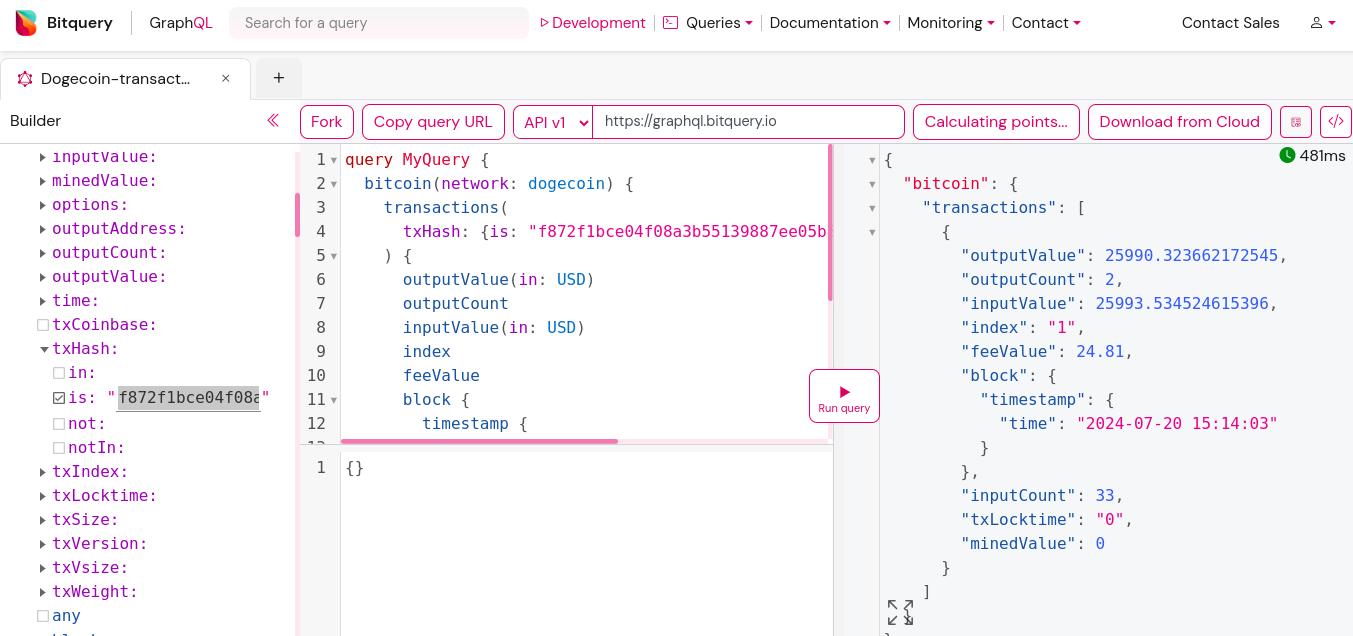 Bitquery
GraphQL
Search for a query
Development
Queries
Documentation
Monitoring
Contact
Contact Sales
Dogecoin-transact...
×
+
Builder
Fork
Copy query URL
API v1
https://graphql.bitquery.io
Calculating points...
Download from Cloud
</>
inputValue:
minedValue:
options:
outputAddress:
outputCount:
outputValue:
time:
txCoinbase:
txHash:
in:
is: "f872f1bce04f08a"
not:
notIn:
txIndex:
txLocktime:
txSize:
txVersion:
txVsize:
txWeight:
any
1 query MyQuery {
2 bitcoin(network: dogecoin) {
3 transactions(
4 txHash: {is: "f872f1bce04f08a3b55139887ee05b
5 ) {
6 outputValue(in: USD)
7 outputCount
8 inputValue(in: USD)
9 index
10 feeValue
11 block {
12 timestamp {
1 {}
Run query
481ms
{
"bitcoin": {
"transactions": [
{
"outputValue": 25990.323662172545,
"outputCount": 2,
"inputValue": 25993.534524615396,
"index": "1",
"feeValue": 24.81,
"block": {
"timestamp": {
"time": "2024-07-20 15:14:03"
}
},
"inputCount": 33,
"txLocktime": "0",
"minedValue": 0
}
]